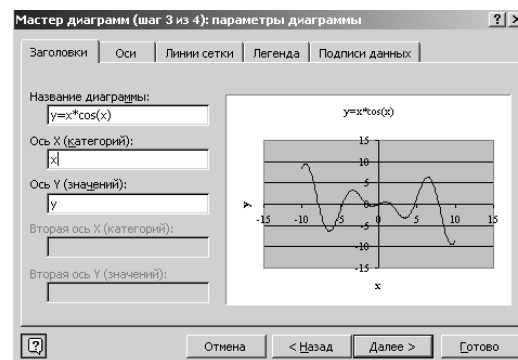 Мастер диаграмм (шаг 3 из 4): параметры диаграммы
Заголовки Оси Линии сетки Легенда Подписи данных
Название диаграммы:
y=x*cos(x)
Ось X (категорий):
x
Ось Y (значений):
y
Вторая ось X (категорий):
Вторая ось Y (значений):
y=x*cos(x)
15
10
5
0
-15 -10 -5 0 5 10 15
-5
-10
-15
y
x
Отмена < Назад Далее > Готово